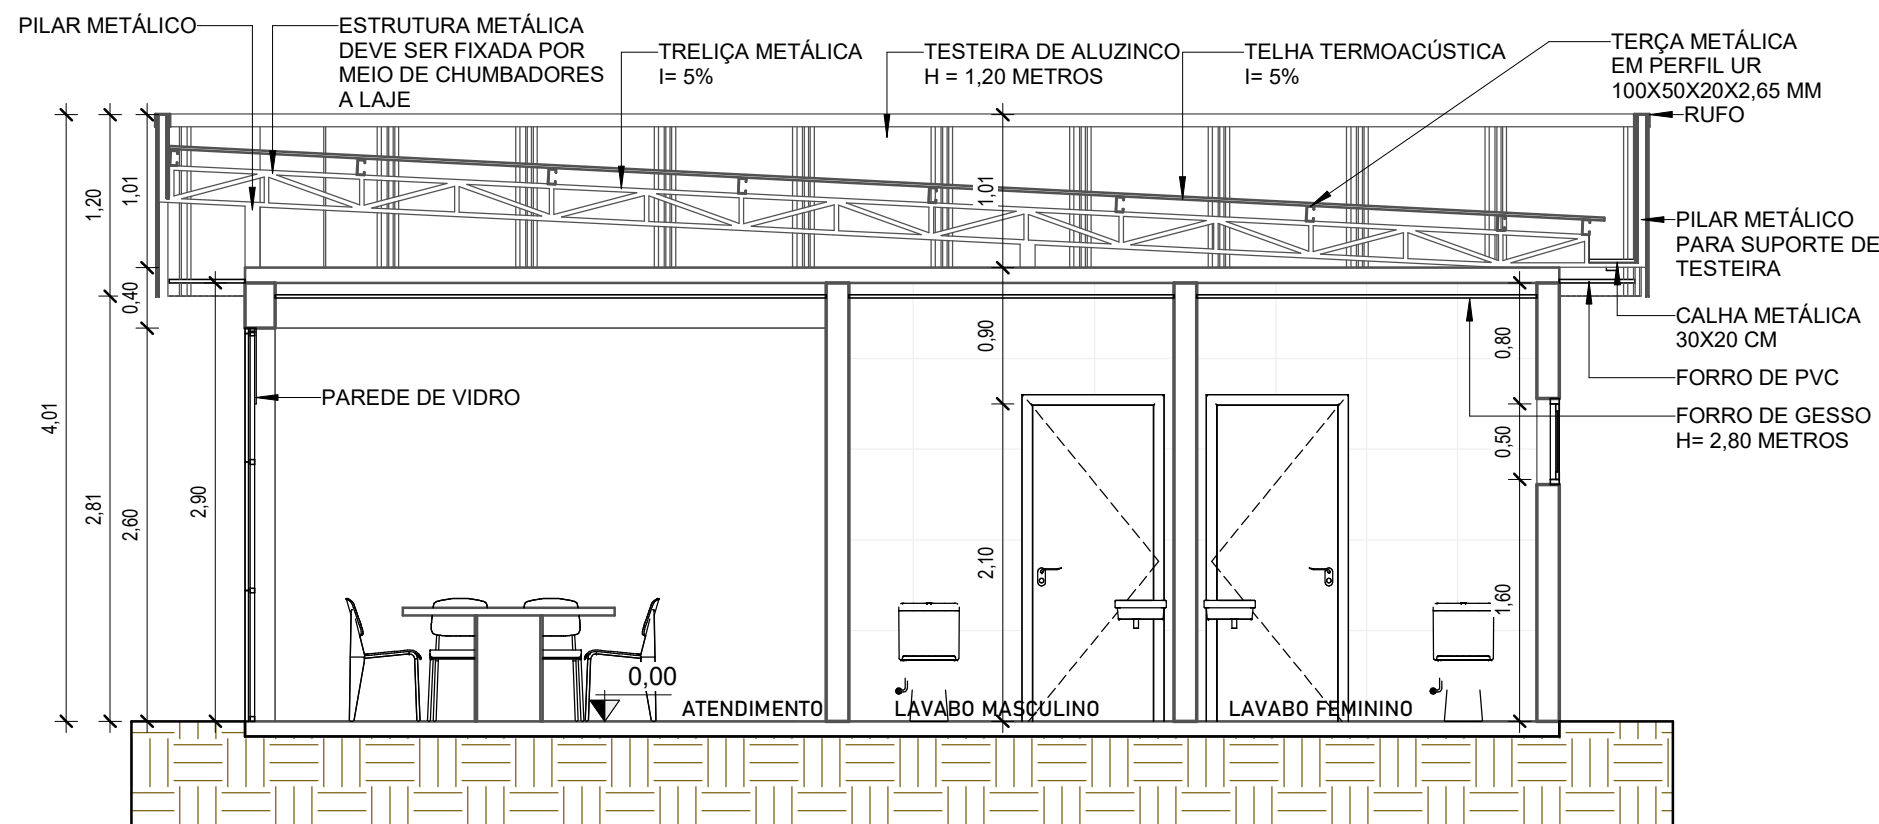 PILAR METÁLICO
ESTRUTURA METÁLICA
DEVE SER FIXADA POR
MEIO DE CHUMBADORES
A LAJE
TRELIÇA METÁLICA
I= 5%
TESTEIRA DE ALUZINCO
H = 1,20 METROS
TELHA TERMOACÚSTICA
I= 5%
TERÇA METÁLICA
EM PERFIL UR
100X50X20X2,65 MM
RUFO
PILAR METÁLICO
PARA SUPORTE DE
TESTEIRA
CALHA METÁLICA
30X20 CM
FORRO DE PVC
FORRO DE GESSO
H= 2,80 METROS
PAREDE DE VIDRO
4,01
1,20
2,81
1,01
0,40
2,60
2,90
1,01
0,90
2,10
0,80
0,50
1,60
0,00
ATENDIMENTO
LAVABO MASCULINO
LAVABO FEMININO